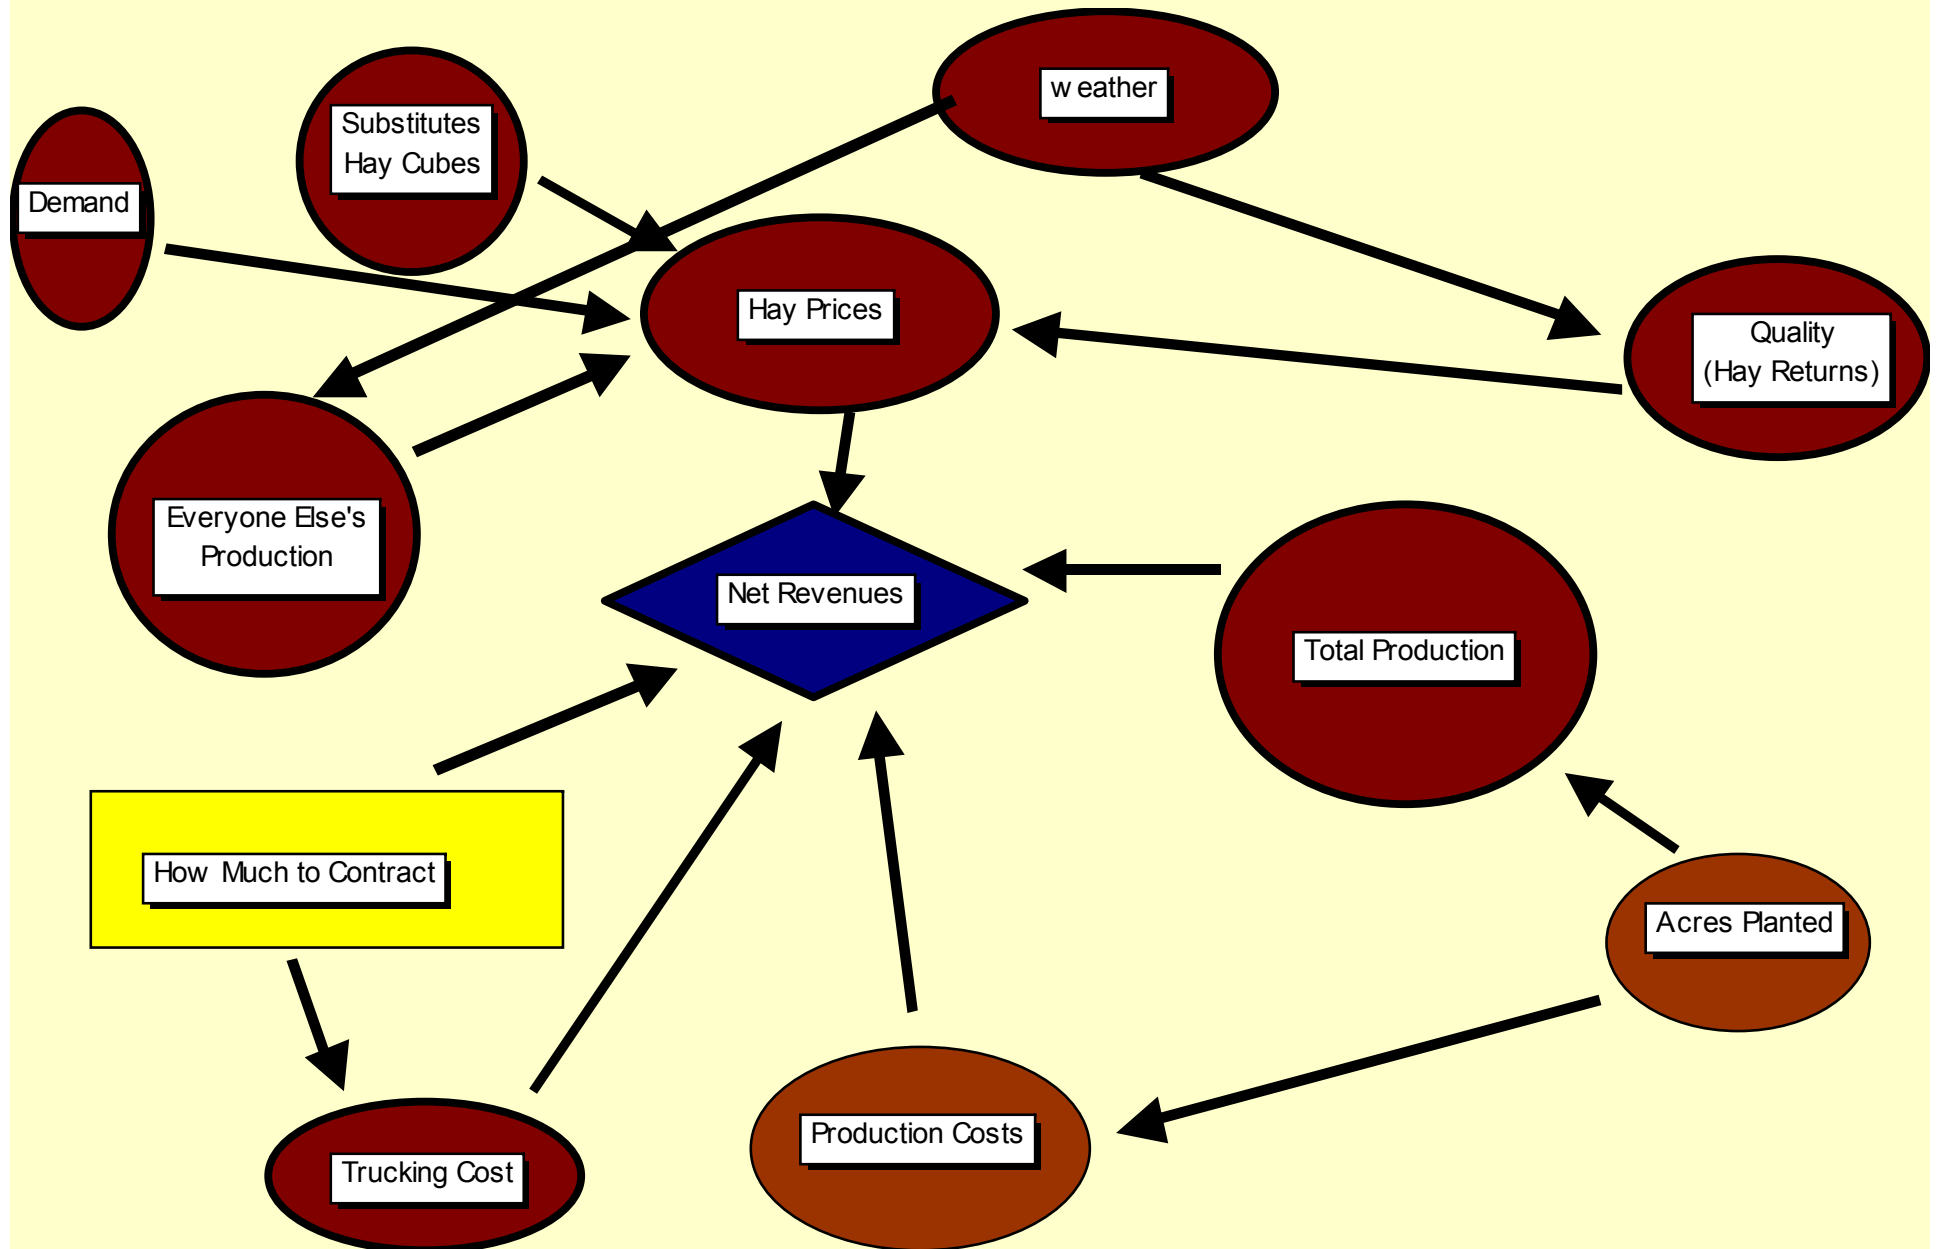 weather
Substitutes
Hay Cubes
Demand
Hay Prices
Quality
(Hay Returns)
Everyone Else's
Production
Net Revenues
Total Production
How Much to Contract
Acres Planted
Production Costs
Trucking Cost